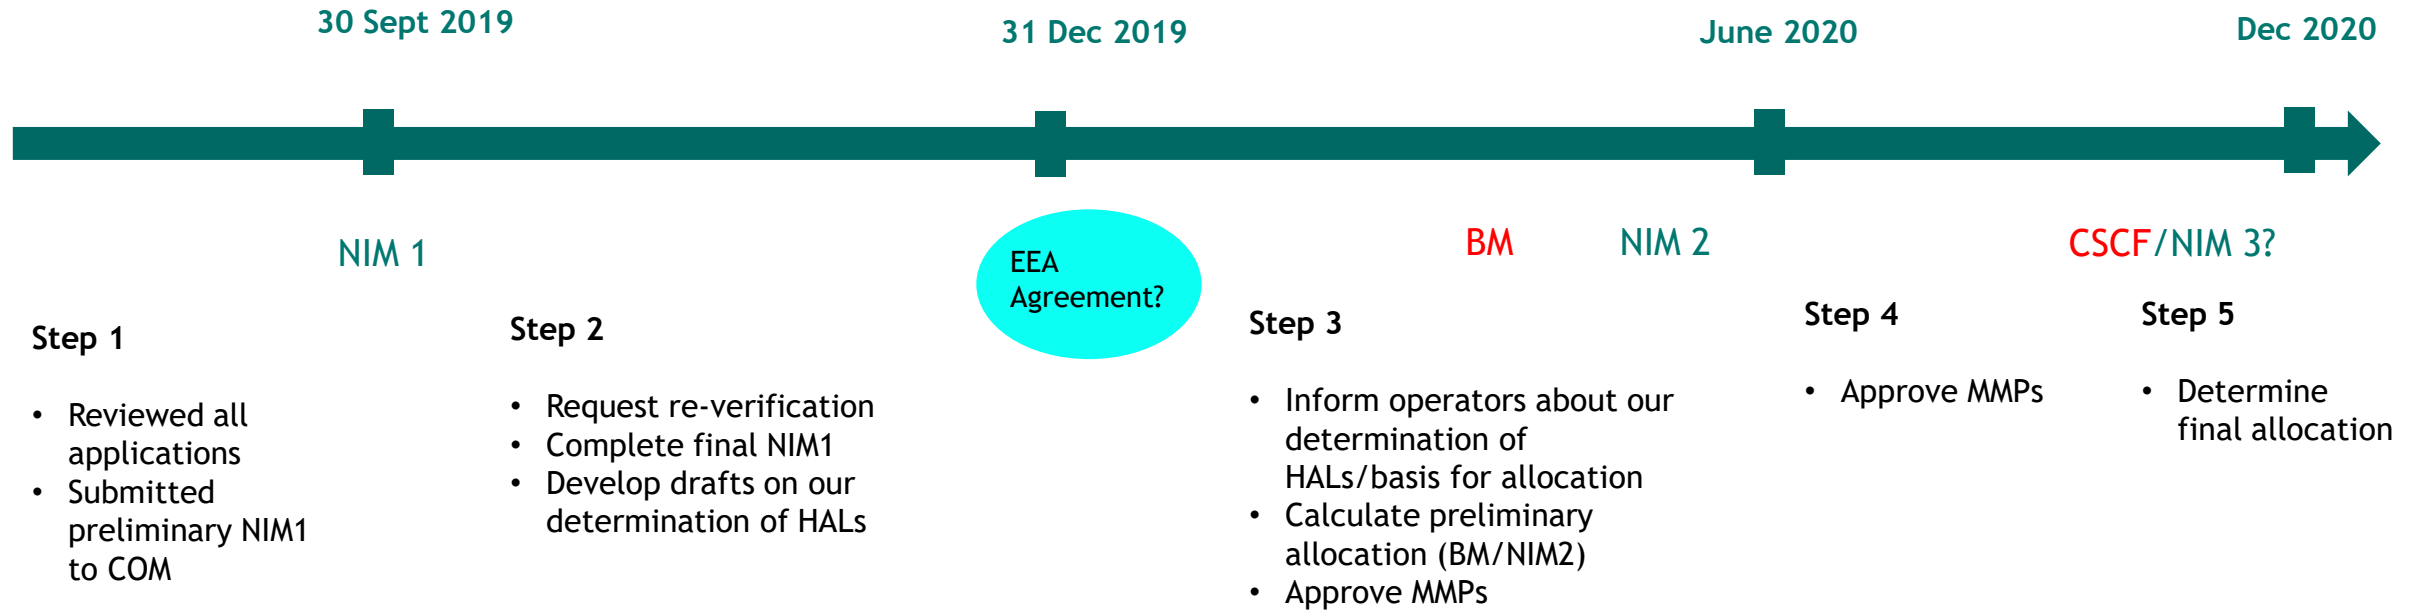 30 Sept 2019
31 Dec 2019
June 2020
Dec 2020
NIM 1
EEA
Agreement?
BM
NIM 2
CSCF/NIM 3?
Step 1
• Reviewed all
applications
• Submitted
preliminary NIM1
to COM
Step 2
• Request re-verification
• Complete final NIM1
• Develop drafts on our
determination of HALs
Step 3
• Inform operators about our
determination of
HALs/basis for allocation
• Calculate preliminary
allocation (BM/NIM2)
• Approve MMPs
Step 4
• Approve MMPs
Step 5
• Determine
final allocation